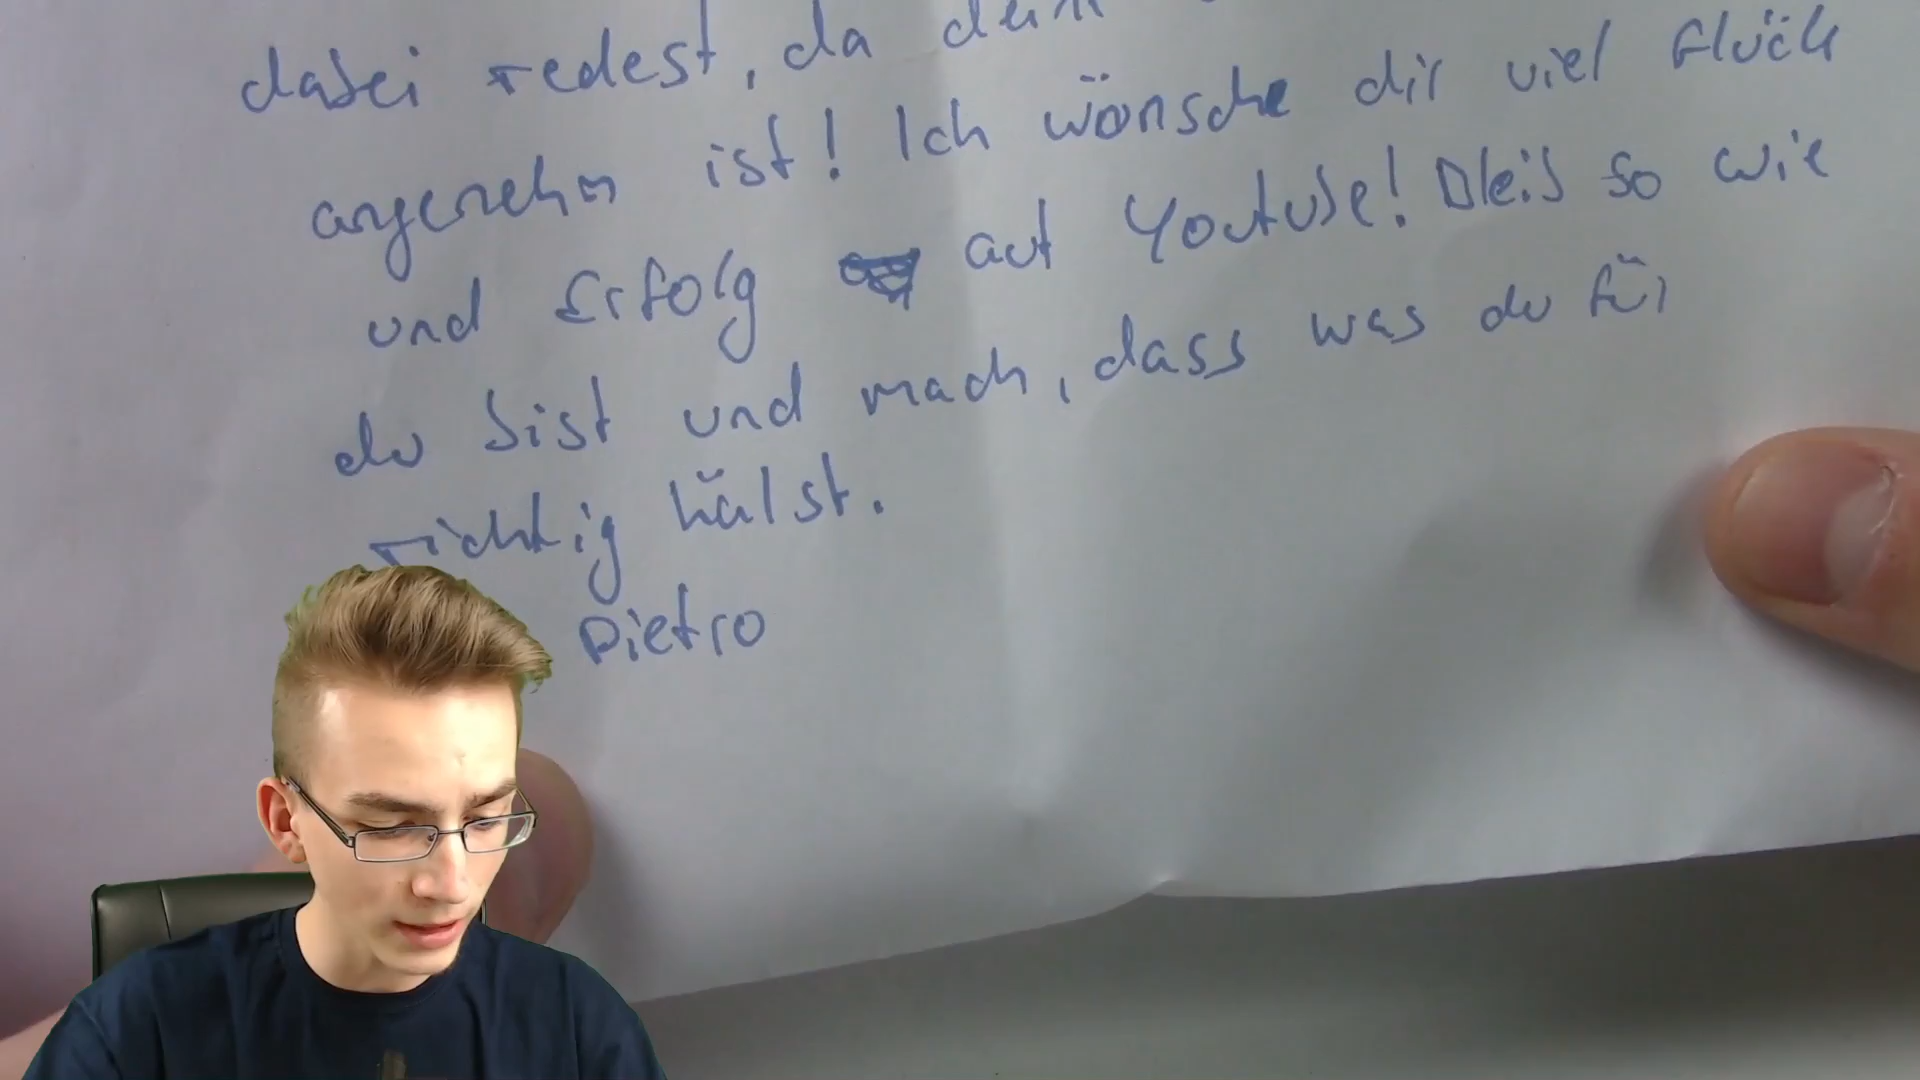 dabei redest, da dein
angenehm ist! Ich wünsche dir viel Glück
und Erfolg auf Youtube! Bleib so wie
du bist und mach, dass was du für
richtig hälst.
Pietro